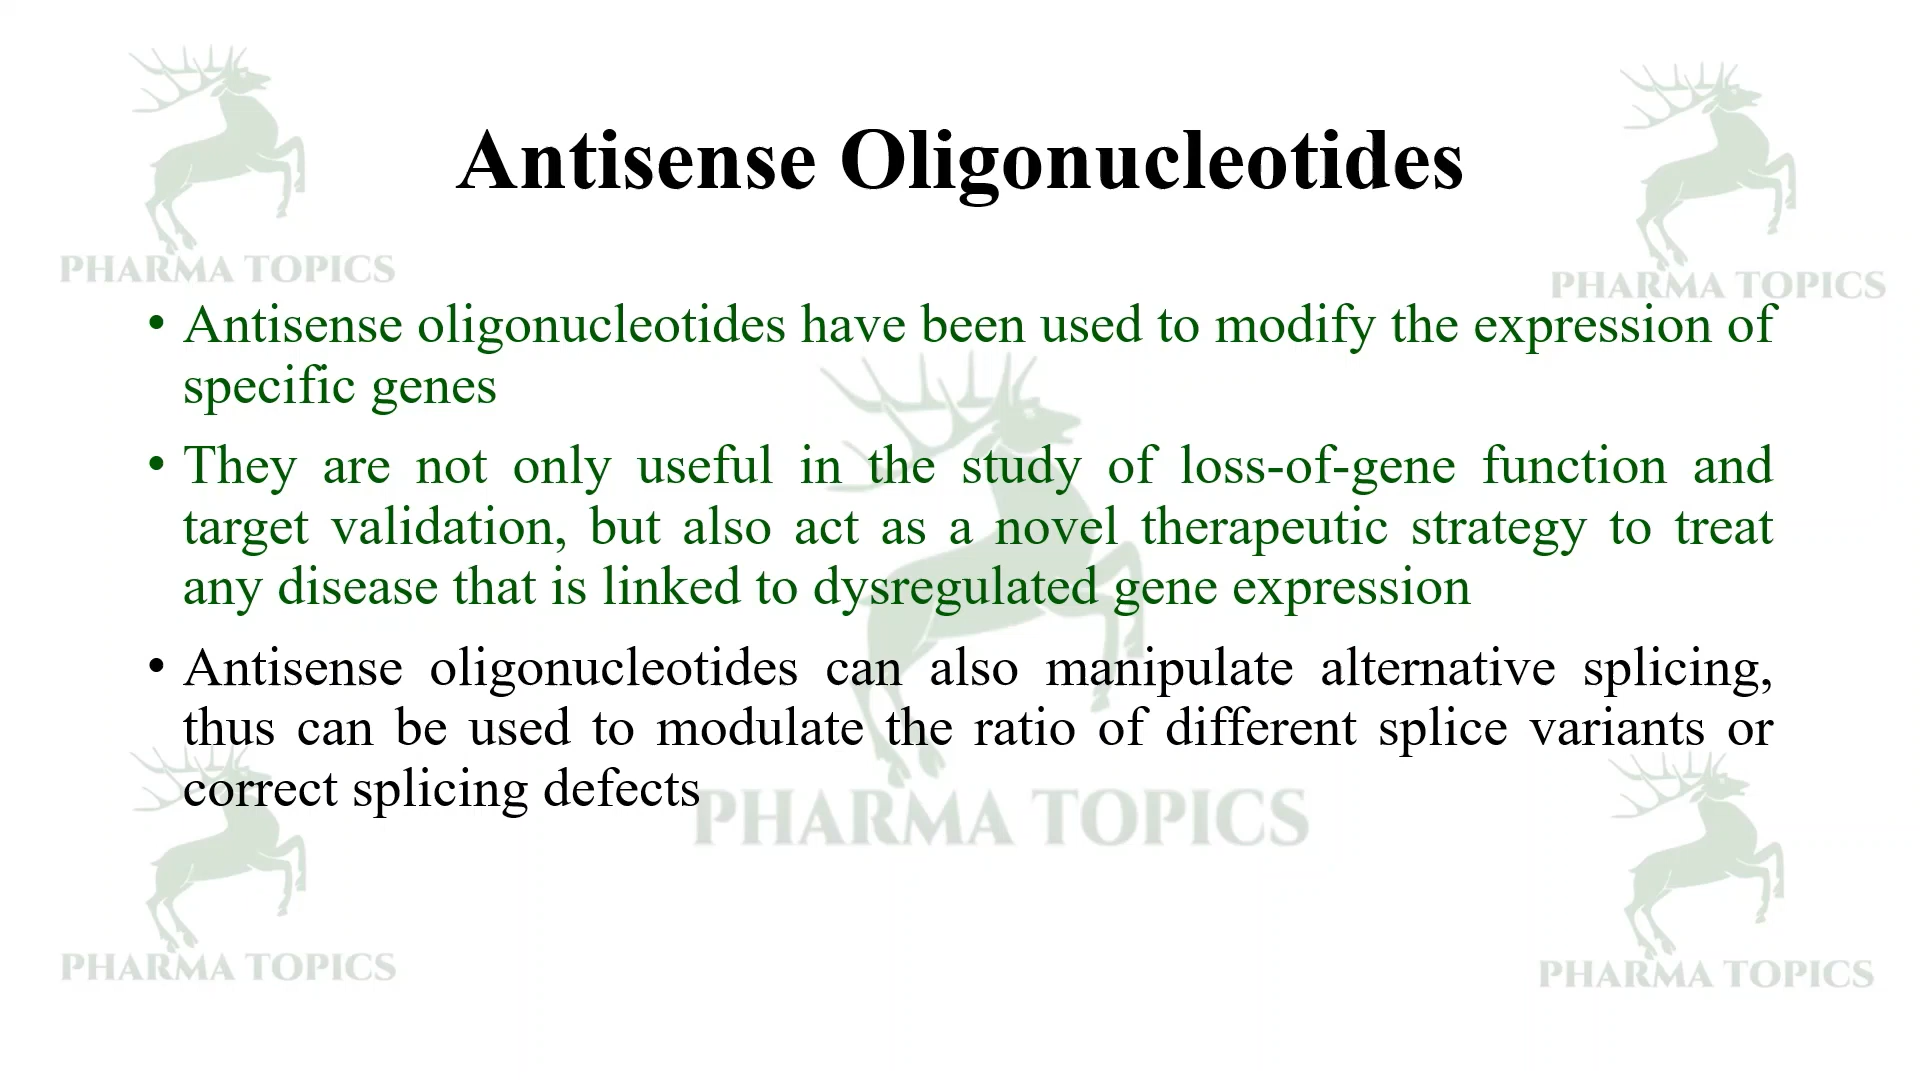 Antisense Oligonucleotides
PHARMA TOPICS
PHARMA TOPICS
• Antisense oligonucleotides have been used to modify the expression of
specific genes
• They are not only useful in the study of loss-of-gene function and
target validation, but also act as a novel therapeutic strategy to treat
any disease that is linked to dysregulated gene expression
• Antisense oligonucleotides can also manipulate alternative splicing,
thus can be used to modulate the ratio of different splice variants or
correct splicing defects
PHARMA TOPICS
PHARMA TOPICS
PHARMA TOPICS